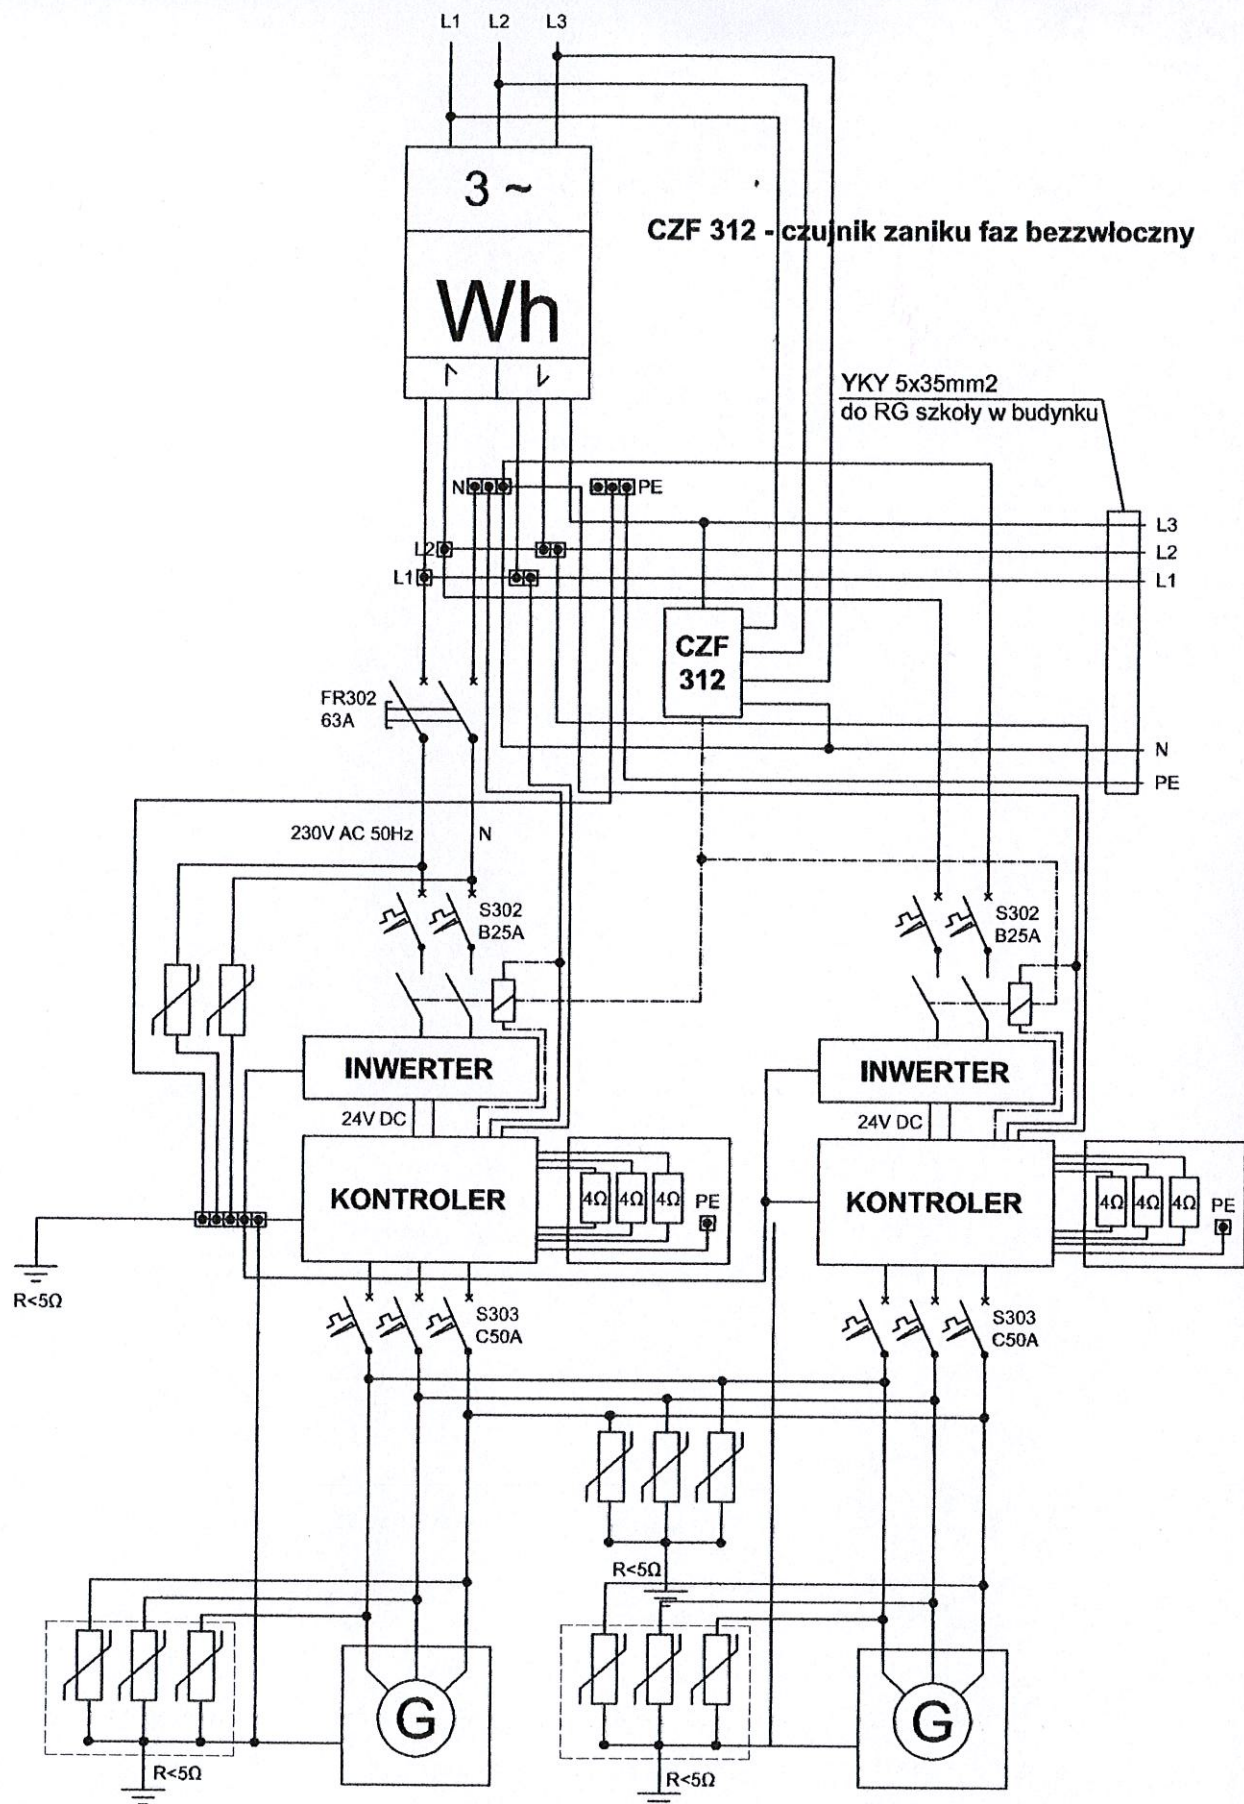 L1 L2 L3
3 ~
CZF 312 - czujnik zaniku faz bezzwłoczny
Wh
YKY 5x35mm2
do RG szkoły w budynku
N
PE
L3
L2
L2
L1
L1
CZF
312
FR302
63A
N
PE
230V AC 50Hz
N
S302
B25A
S302
B25A
INWERTER
INWERTER
24V DC
24V DC
KONTROLER
4Ω 4Ω 4Ω
PE
KONTROLER
4Ω 4Ω 4Ω
PE
R<5Ω
S303
C50A
S303
C50A
R<5Ω
G
G
R<5Ω
R<5Ω